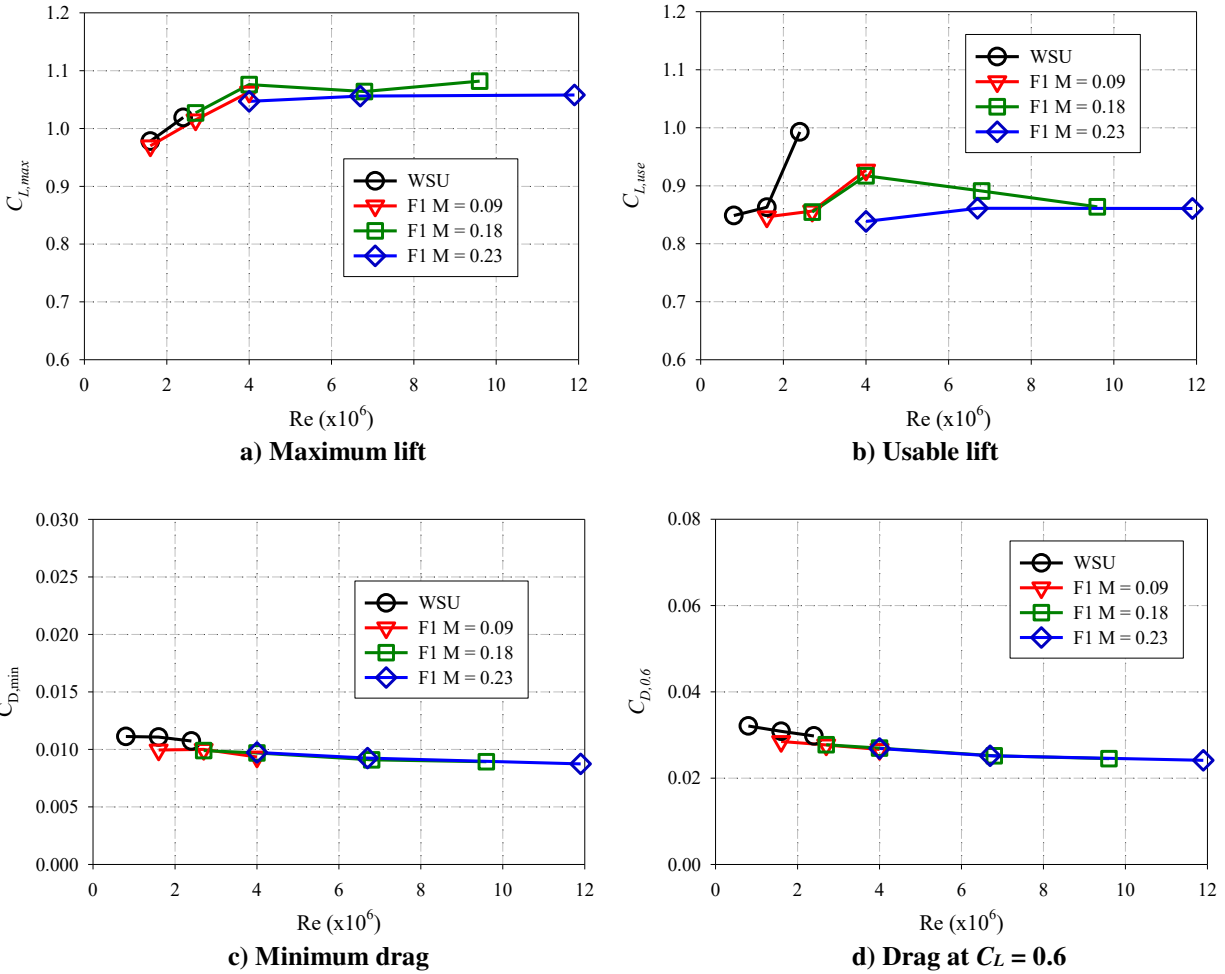 1.2
1.1
1.0
0.9
0.8
0.7
0.6
C_L,max
WSU
F1 M = 0.09
F1 M = 0.18
F1 M = 0.23
0 2 4 6 8 10 12
Re (x10^6)
a) Maximum lift
1.2
1.1
1.0
0.9
0.8
0.7
0.6
C_L,use
WSU
F1 M = 0.09
F1 M = 0.18
F1 M = 0.23
0 2 4 6 8 10 12
Re (x10^6)
b) Usable lift
0.030
0.025
0.020
0.015
0.010
0.005
0.000
C_D,min
WSU
F1 M = 0.09
F1 M = 0.18
F1 M = 0.23
0 2 4 6 8 10 12
Re (x10^6)
c) Minimum drag
0.08
0.06
0.04
0.02
0.00
C_D,0.6
WSU
F1 M = 0.09
F1 M = 0.18
F1 M = 0.23
0 2 4 6 8 10 12
Re (x10^6)
d) Drag at C_L = 0.6